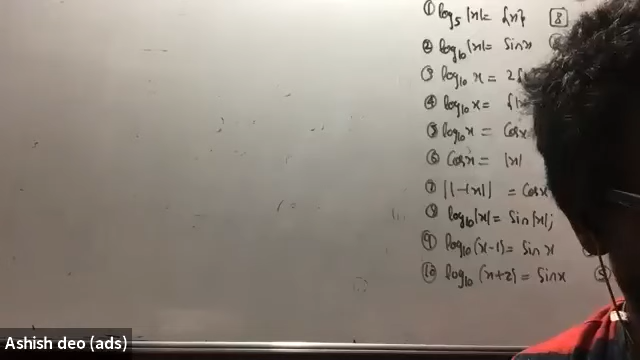 ① log₅|x| = {x} 8
② log₁₀|x| = sinx
③ log₁₀ x = 2{
④ log₁₀ x =
⑤ log₁₀ x = cosx
⑥ cosx = |x|
⑦ ||-|x|| = cosx
⑧ log₁₀|x| = sin|x|;
⑨ log₁₀(x-1) = sin x
⑩ log₁₀(x+2) = sinx 5
Ashish deo (ads)